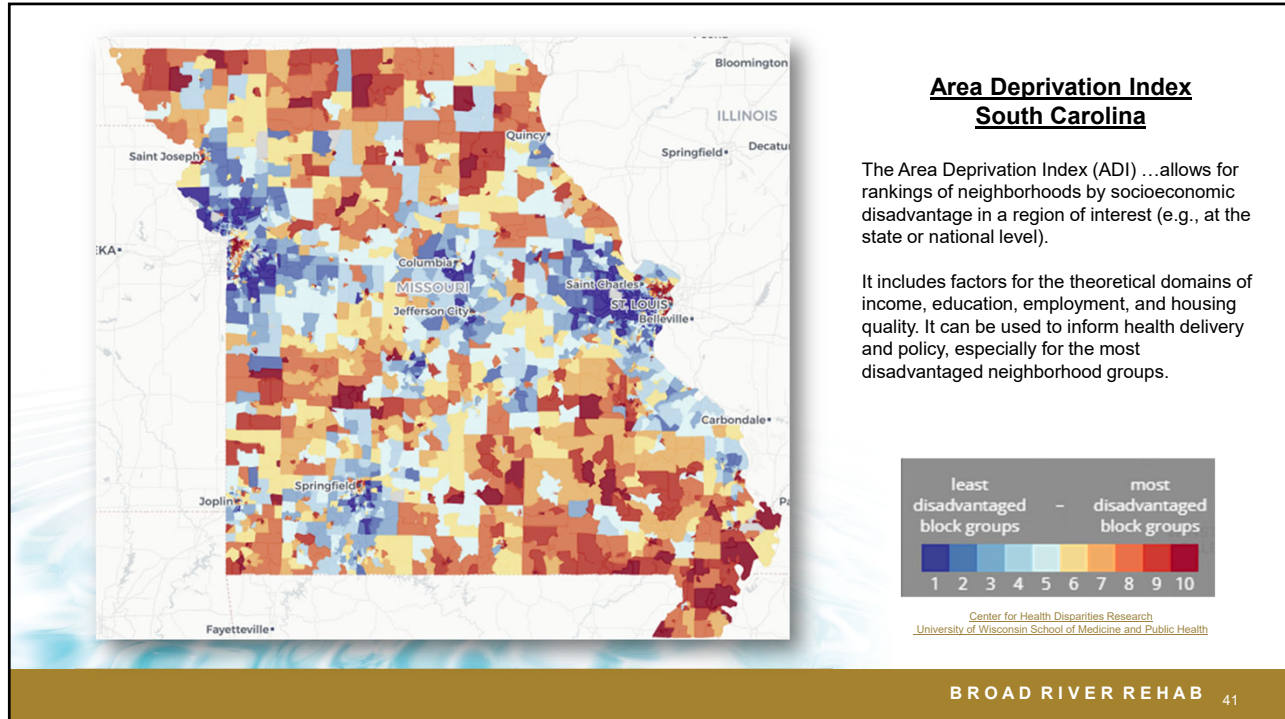 Bloomington
ILLINOIS
Quincy
Springfield
Decatu
Saint Joseph
KA
Columbia
MISSOURI
Saint Charles
ST. LOUIS
Jefferson City
Belleville
Carbondale
Springfield
Joplin
Pa
Fayetteville
Area Deprivation Index
South Carolina
The Area Deprivation Index (ADI) …allows for
rankings of neighborhoods by socioeconomic
disadvantage in a region of interest (e.g., at the
state or national level).
It includes factors for the theoretical domains of
income, education, employment, and housing
quality. It can be used to inform health delivery
and policy, especially for the most
disadvantaged neighborhood groups.
least most
disadvantaged – disadvantaged
block groups block groups
1 2 3 4 5 6 7 8 9 10
Center for Health Disparities Research
University of Wisconsin School of Medicine and Public Health
BROAD RIVER REHAB 41